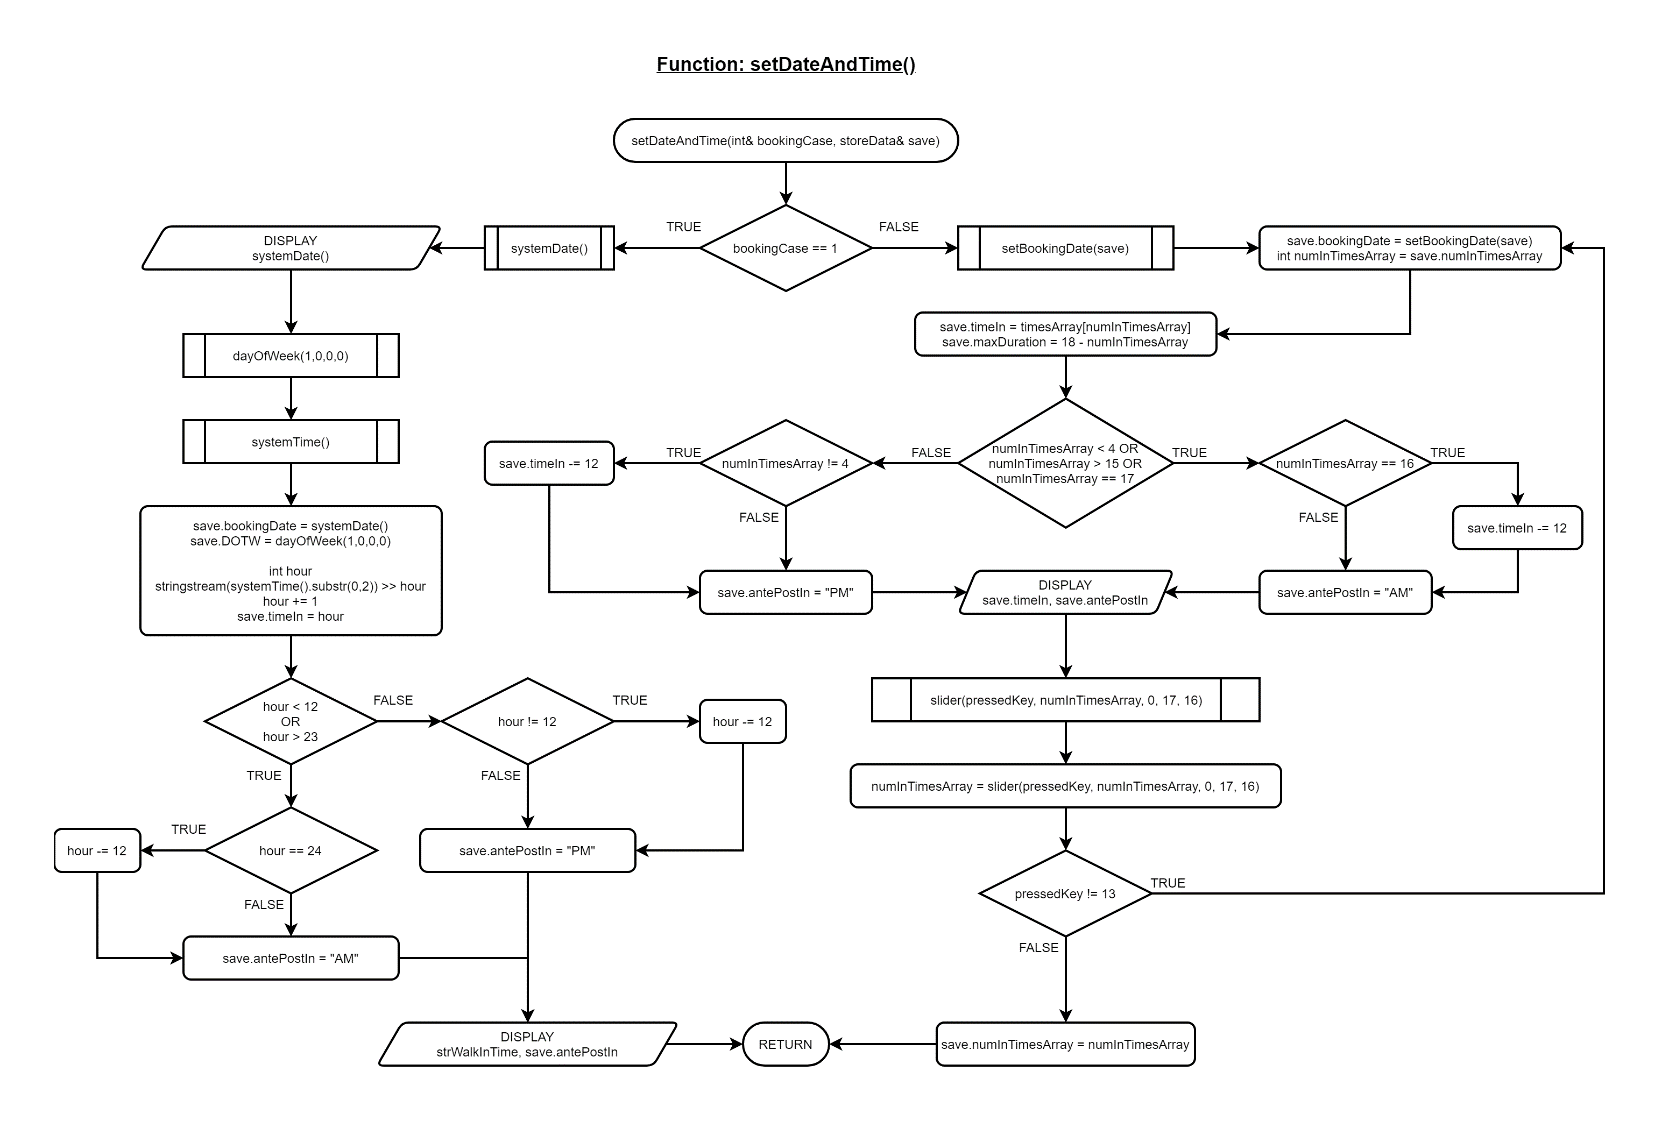 Function: setDateAndTime()
setDateAndTime(int& bookingCase, storeData& save)
TRUE
FALSE
DISPLAY
systemDate()
systemDate()
bookingCase == 1
setBookingDate(save)
save.bookingDate = setBookingDate(save)
int numInTimesArray = save.numInTimesArray
save.timeIn = timesArray[numInTimesArray]
save.maxDuration = 18 - numInTimesArray
dayOfWeek(1,0,0,0)
systemTime()
save.timeIn -= 12
TRUE
numInTimesArray != 4
FALSE
FALSE
numInTimesArray < 4 OR
numInTimesArray > 15 OR
numInTimesArray == 17
TRUE
numInTimesArray == 16
TRUE
FALSE
save.timeIn -= 12
save.bookingDate = systemDate()
save.DOTW = dayOfWeek(1,0,0,0)
int hour
stringstream(systemTime().substr(0,2)) >> hour
hour += 1
save.timeIn = hour
save.antePostIn = "PM"
DISPLAY
save.timeIn, save.antePostIn
save.antePostIn = "AM"
hour < 12
OR
hour > 23
FALSE
TRUE
hour != 12
TRUE
FALSE
hour -= 12
slider(pressedKey, numInTimesArray, 0, 17, 16)
numInTimesArray = slider(pressedKey, numInTimesArray, 0, 17, 16)
hour -= 12
TRUE
hour == 24
FALSE
save.antePostIn = "PM"
pressedKey != 13
TRUE
FALSE
save.antePostIn = "AM"
DISPLAY
strWalkInTime, save.antePostIn
RETURN
save.numInTimesArray = numInTimesArray